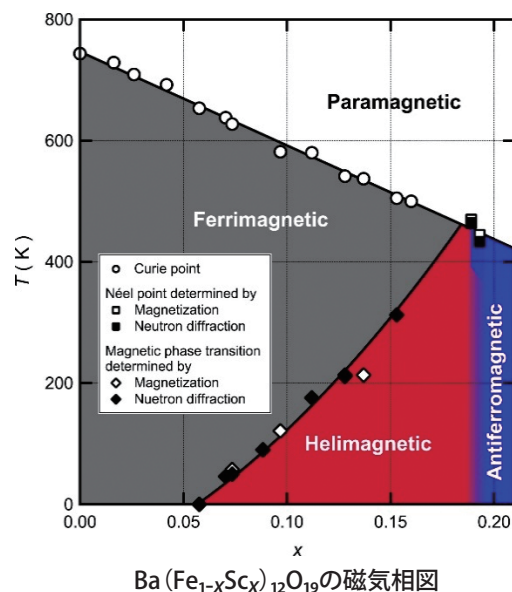 800
600
400
200
0
T ( K )
0.00
0.05
0.10
0.15
0.20
x
Paramagnetic
Ferrimagnetic
Helimagnetic
Antiferromagnetic
Curie point
Néel point determined by
Magnetization
Neutron diffraction
Magnetic phase transition
determined by
Magnetization
Nuetron diffraction
Ba(Fe1-xScx)12O19の磁気相図